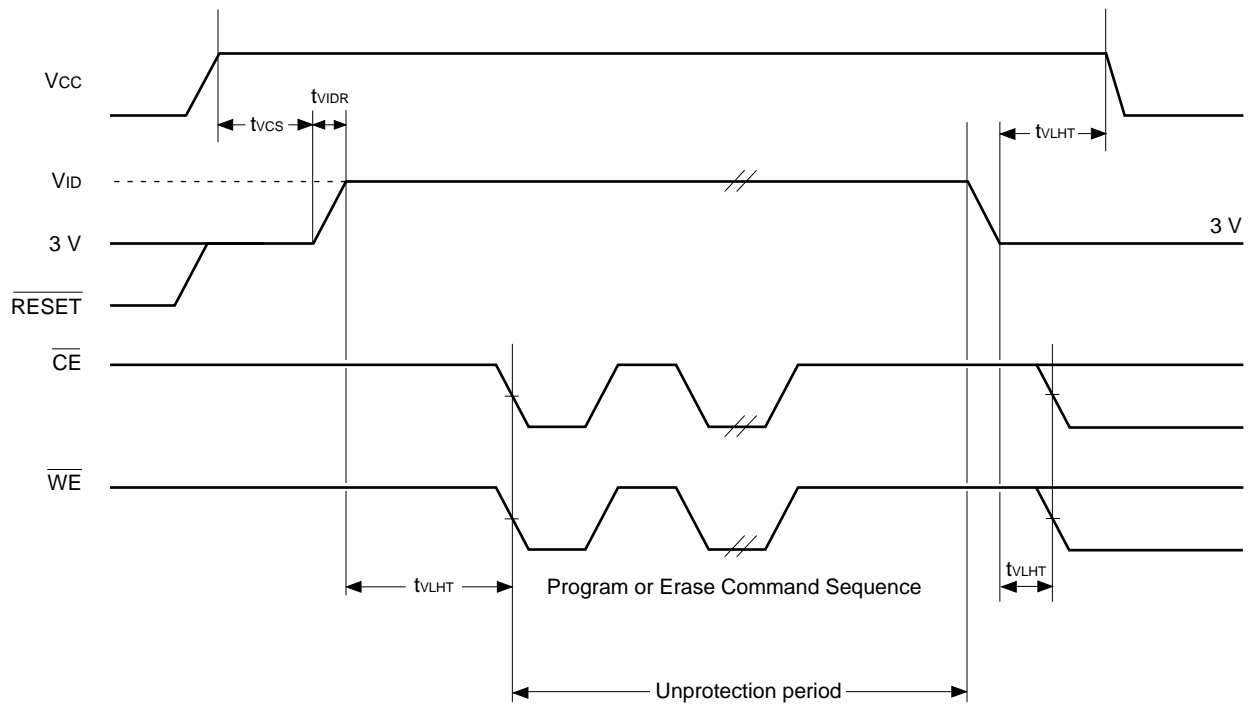 VCC
tVIDR
tVCS
tVLHT
VID
3 V
3 V
RESET
CE
WE
tVLHT
Program or Erase Command Sequence
tVLHT
Unprotection period